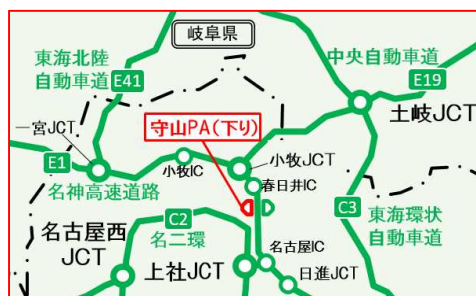 岐阜県
東海北陸
自動車道
E41
中央自動車道
E19
土岐JCT
一宮JCT
守山PA(下り)
E1
小牧IC
小牧JCT
春日井IC
名神高速道路
C2
名二環
C3
東海環状
自動車道
名古屋西
JCT
上社JCT
名古屋IC
日進JCT